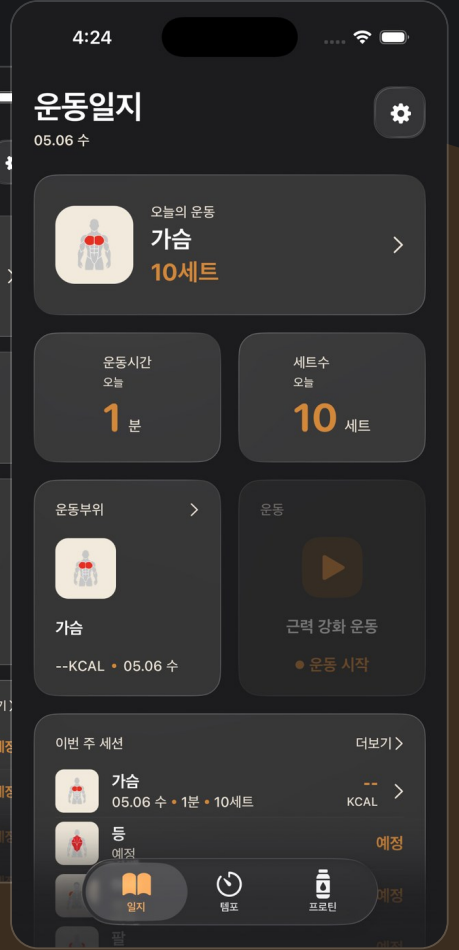 4:24
운동일지
05.06 수
오늘의 운동
가슴
10세트
운동시간
오늘
1 분
세트수
오늘
10 세트
운동부위
가슴
--KCAL • 05.06 수
운동
근력 강화 운동
• 운동 시작
이번 주 세션
더보기
가슴
05.06 수 • 1분 • 10세트
--
KCAL
등
예정
예정
예정
팔
예정
일지
템포
프로틴